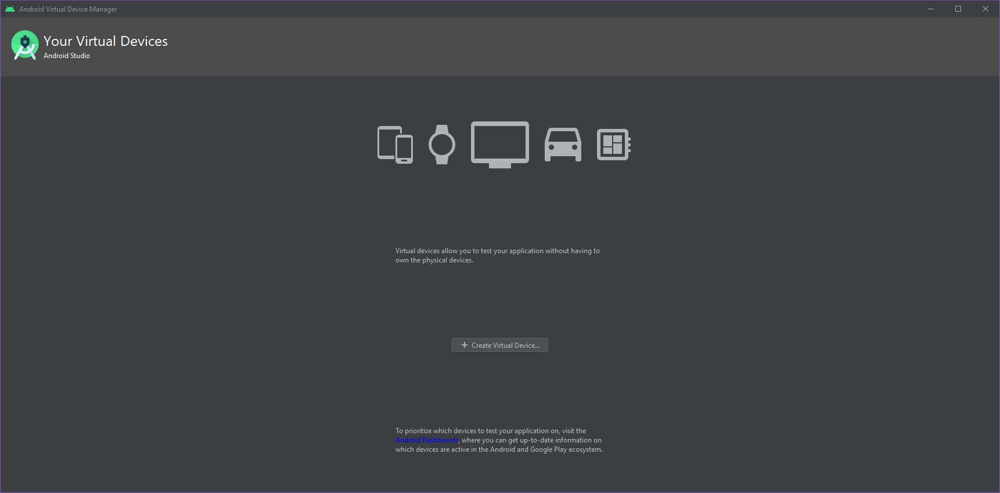 Android Virtual Device Manager
Your Virtual Devices
Android Studio
Virtual devices allow you to test your application without having to
own the physical devices.
Create Virtual Device...
To prioritize which devices to test your application on, visit the
Android Dashboards, where you can get up-to-date information on
which devices are active in the Android and Google Play ecosystem.